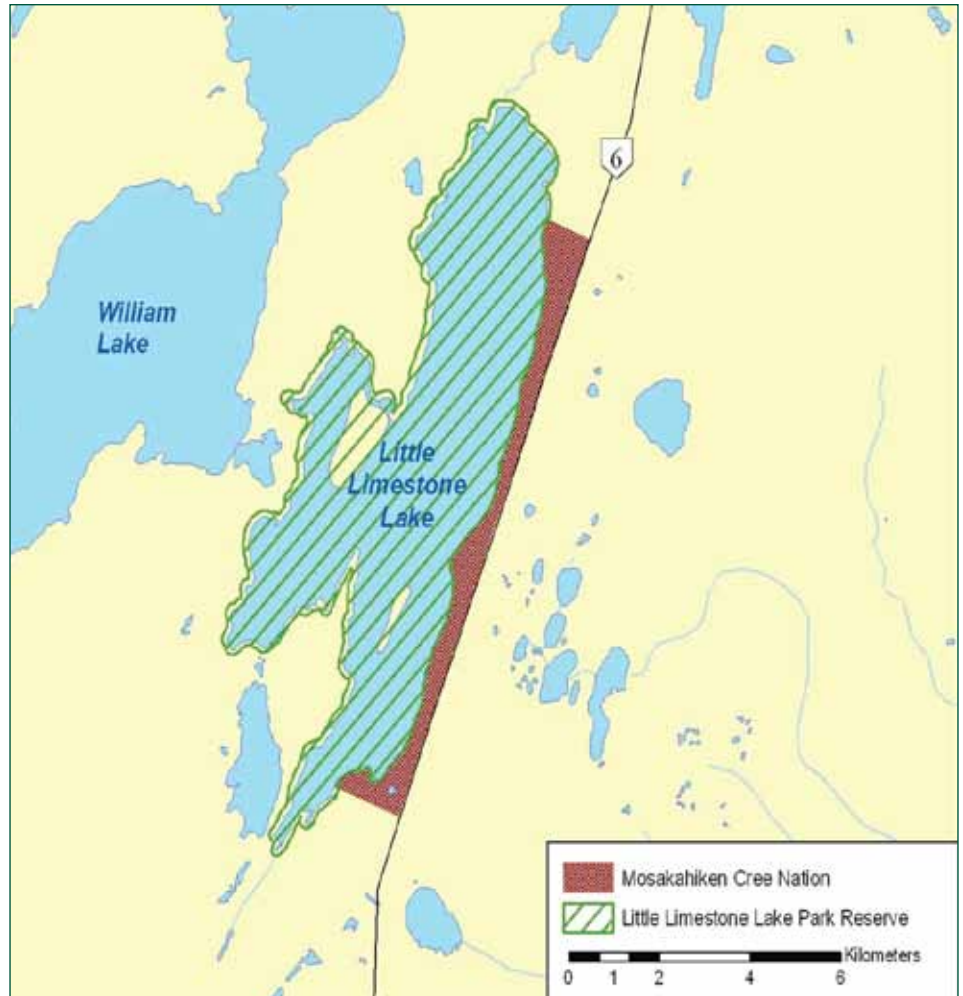 6
William
Lake
Little
Limestone
Lake
Mosakahiken Cree Nation
Little Limestone Lake Park Reserve
Kilometers
0 1 2 4 6